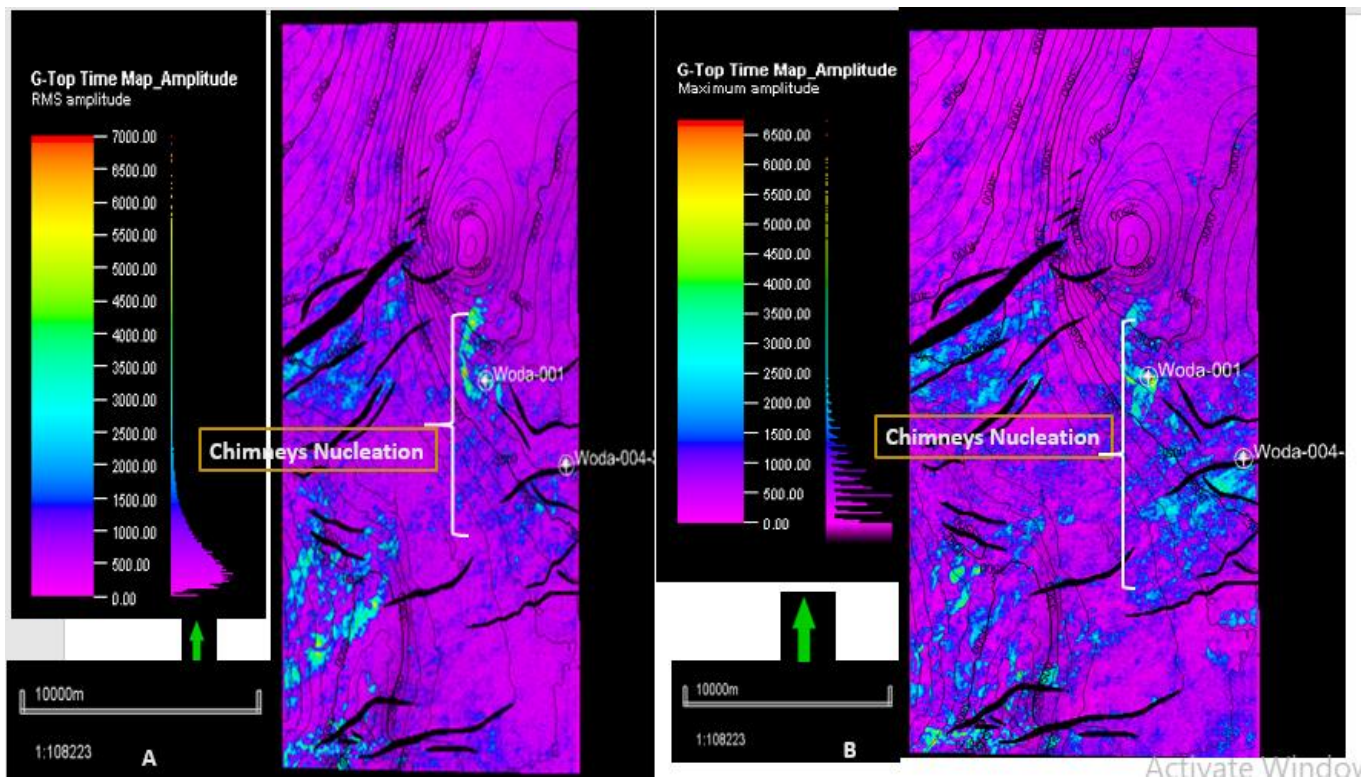 G-Top Time Map_Amplitude
RMS amplitude
7000.00
6500.00
6000.00
5500.00
5000.00
4500.00
4000.00
3500.00
3000.00
2500.00
2000.00
1500.00
1000.00
500.00
0.00
Woda-001
Woda-004-
Chimneys Nucleation
10000m
1:108223
A
G-Top Time Map_Amplitude
Maximum amplitude
6500.00
6000.00
5500.00
5000.00
4500.00
4000.00
3500.00
3000.00
2500.00
2000.00
1500.00
1000.00
500.00
0.00
Woda-001
Woda-004-
Chimneys Nucleation
10000m
1:108223
B
Activate Window